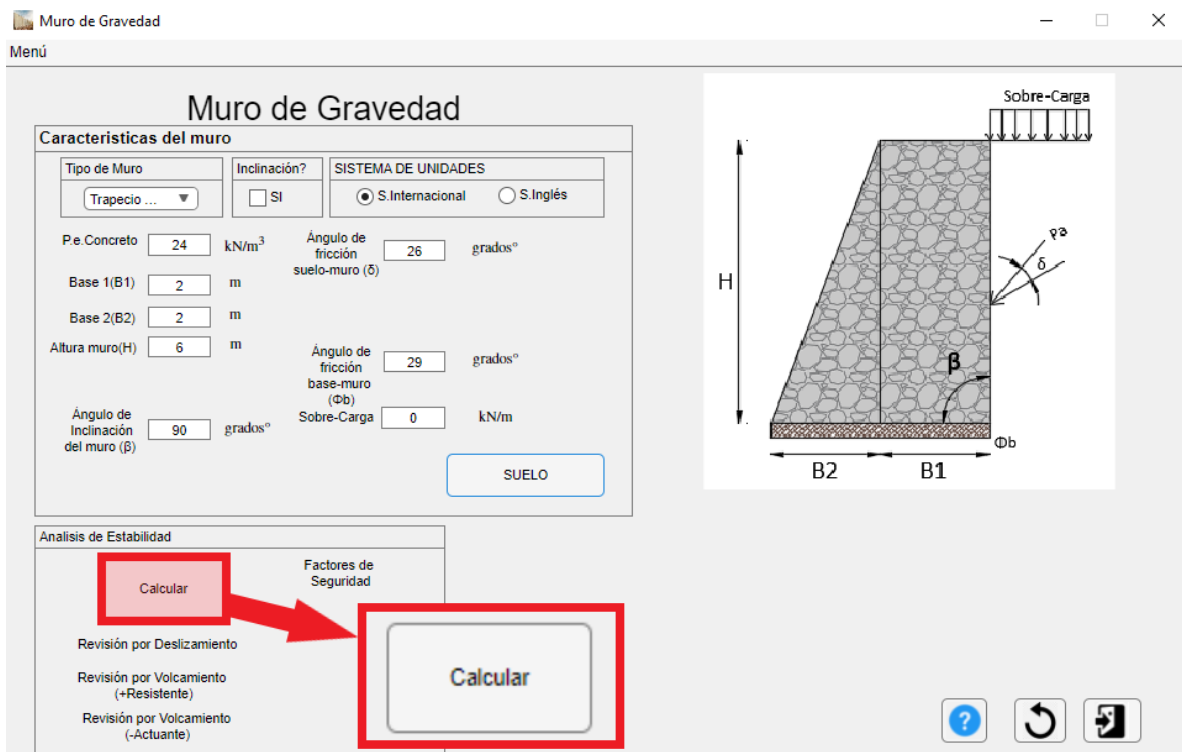 Muro de Gravedad
Menú
Muro de Gravedad
Caracteristicas del muro
Tipo de Muro
Trapecio ...
Inclinación?
SI
SISTEMA DE UNIDADES
S.Internacional
S.Inglés
P.e.Concreto
24
kN/m³
Base 1(B1)
2
m
Base 2(B2)
2
m
Altura muro(H)
6
m
Ángulo de
Inclinación
del muro (β)
90
grados°
Ángulo de
fricción
suelo-muro (δ)
26
grados°
Ángulo de
fricción
base-muro
(Φb)
29
grados°
Sobre-Carga
0
kN/m
SUELO
Sobre-Carga
Pa
δ
H
β
Φb
B2
B1
Analisis de Estabilidad
Calcular
Factores de
Seguridad
Revisión por Deslizamiento
Revisión por Volcamiento
(+Resistente)
Revisión por Volcamiento
(-Actuante)
Calcular
?